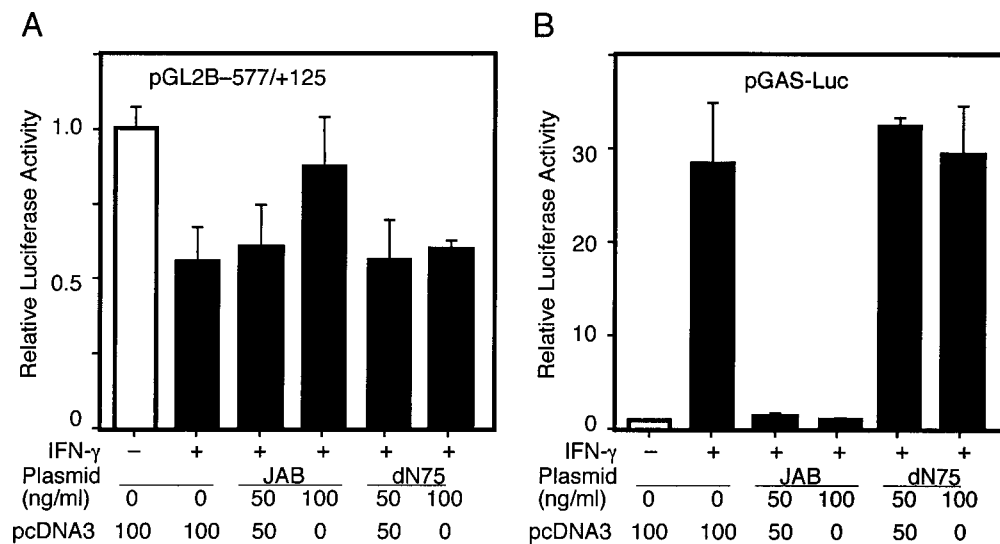 A
pGL2B–577/+125
Relative Luciferase Activity
1.0
0.5
0
IFN-γ – + + + + +
Plasmid JAB dN75
(ng/ml) 0 0 50 100 50 100
pcDNA3 100 100 50 0 50 0
B
pGAS-Luc
Relative Luciferase Activity
30
20
10
0
IFN-γ – + + + + +
Plasmid JAB dN75
(ng/ml) 0 0 50 100 50 100
pcDNA3 100 100 50 0 50 0